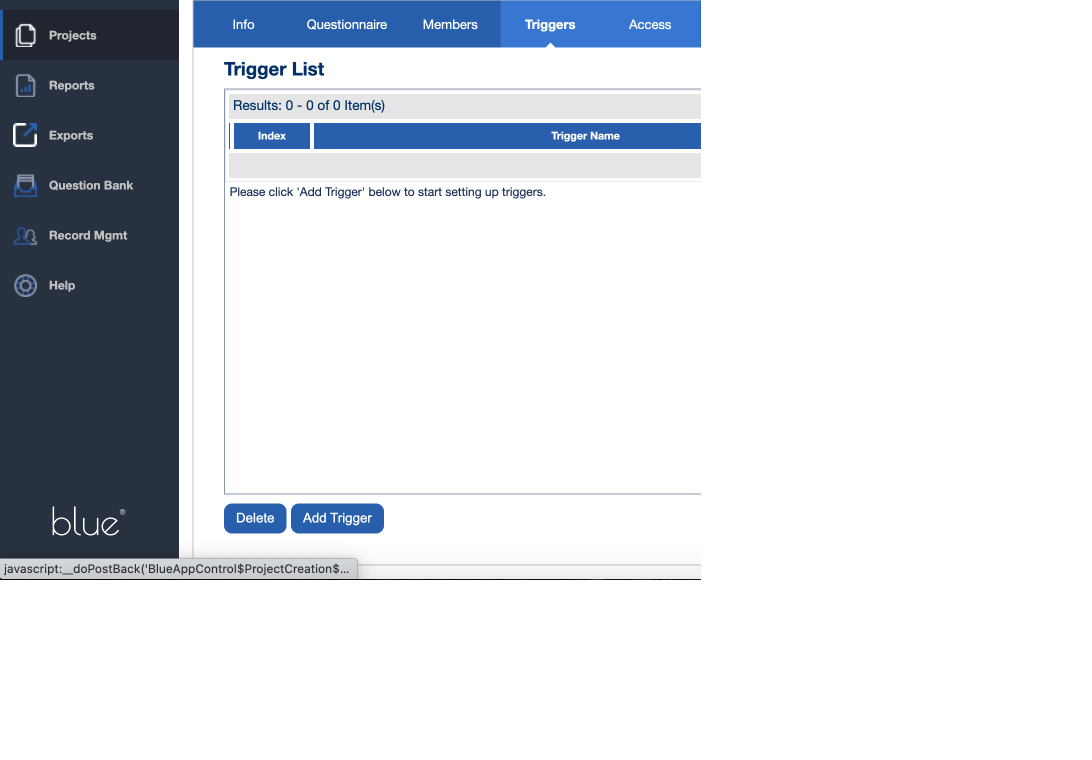 Projects
Reports
Exports
Question Bank
Record Mgmt
Help
blue®
Info Questionnaire Members Triggers Access
Trigger List
Results: 0 - 0 of 0 Item(s)
Index Trigger Name
Please click 'Add Trigger' below to start setting up triggers.
Delete Add Trigger
javascript:__doPostBack('BlueAppControl$ProjectCreation$...